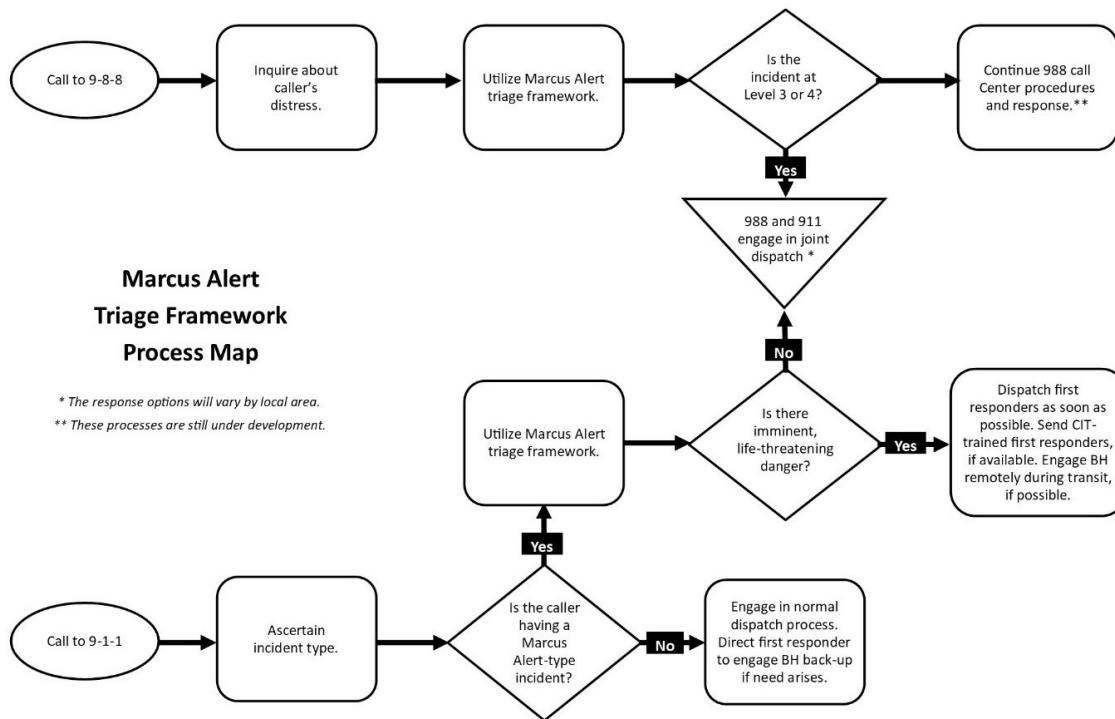 Call to 9-8-8
Inquire about
caller's
distress.
Utilize Marcus Alert
triage framework.
Is the
incident at
Level 3 or 4?
Continue 988 call
Center procedures
and response.**
Yes
988 and 911
engage in joint
dispatch *
Marcus Alert
Triage Framework
Process Map
* The response options will vary by local area.
** These processes are still under development.
No
Utilize Marcus Alert
triage framework.
Is there
imminent,
life-threatening
danger?
Yes
Dispatch first
responders as soon as
possible. Send CIT-
trained first responders,
if available. Engage BH
remotely during transit,
if possible.
Yes
Call to 9-1-1
Ascertain
incident type.
Is the caller
having a
Marcus
Alert-type
incident?
No
Engage in normal
dispatch process.
Direct first responder
to engage BH back-up
if need arises.